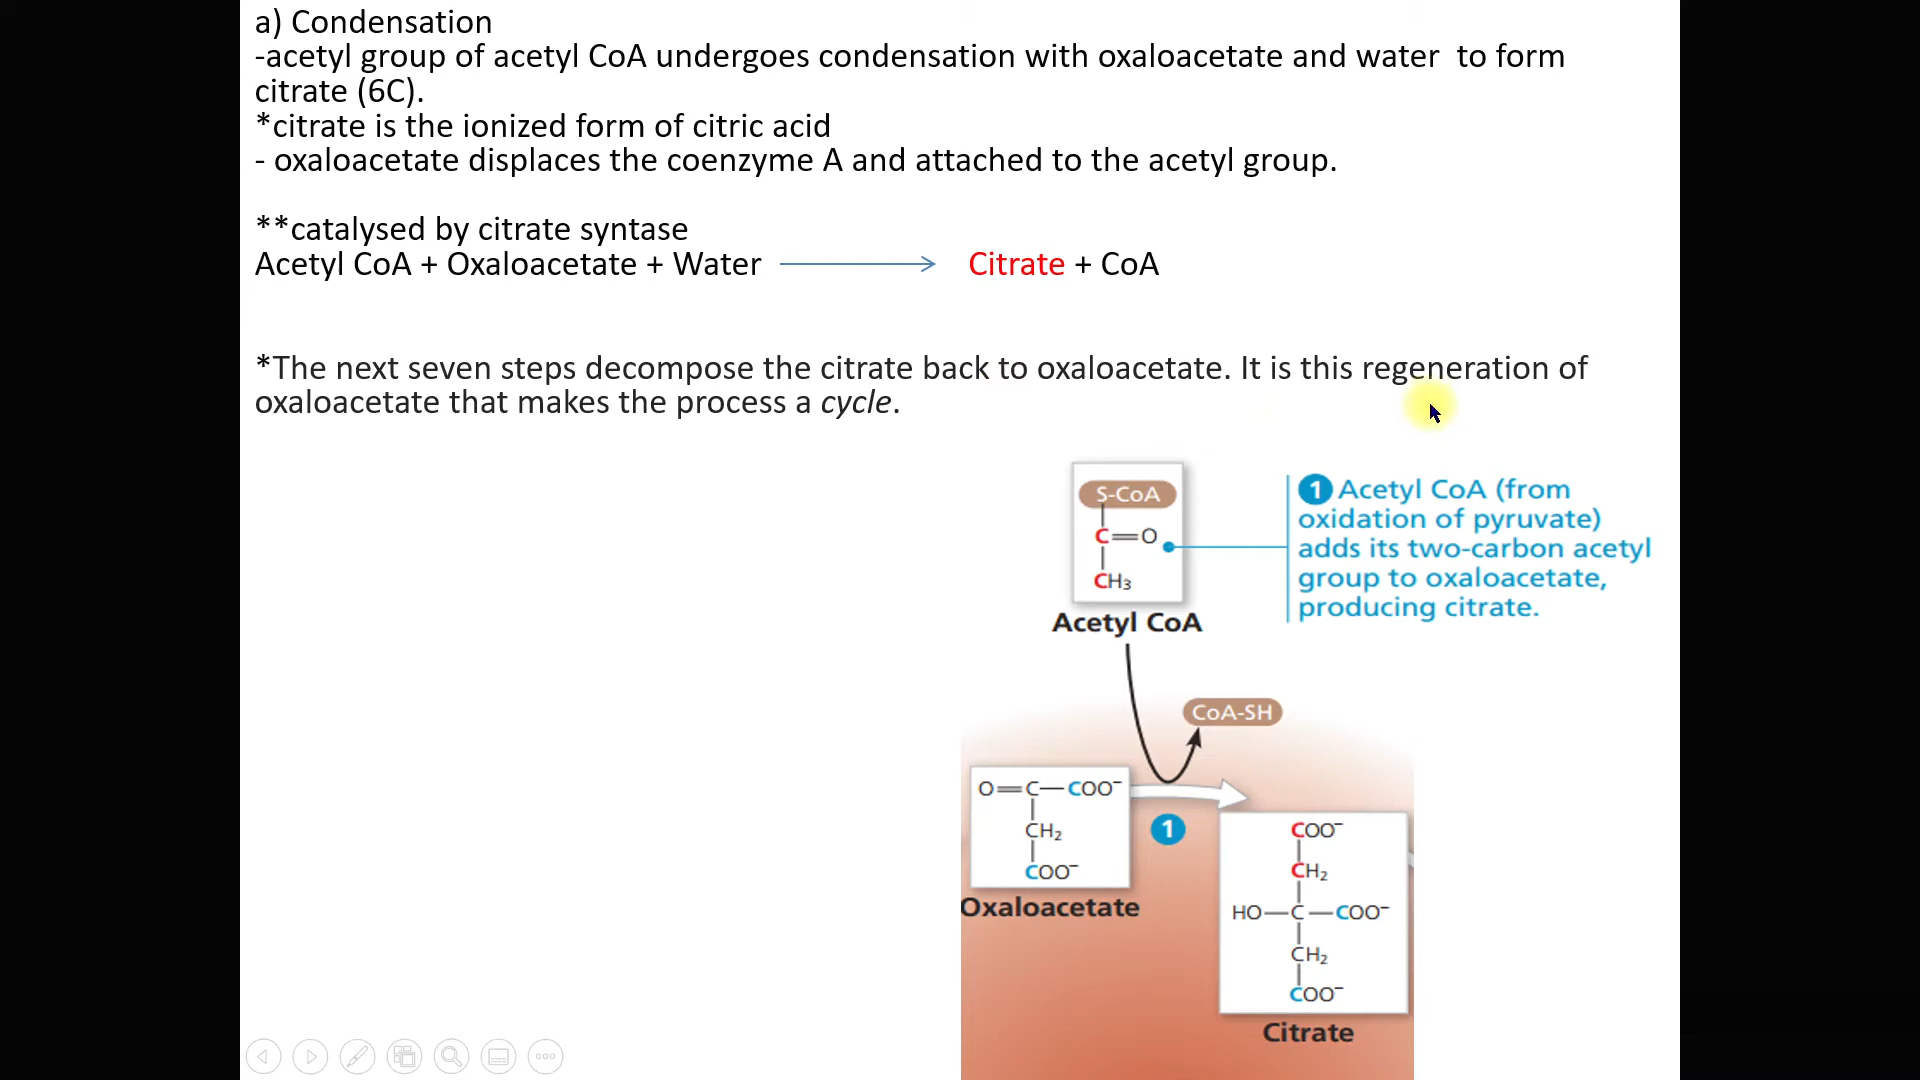 a) Condensation
-acetyl group of acetyl CoA undergoes condensation with oxaloacetate and water  to form
citrate (6C).
*citrate is the ionized form of citric acid
- oxaloacetate displaces the coenzyme A and attached to the acetyl group.
**catalysed by citrate syntase
Acetyl CoA + Oxaloacetate + Water → Citrate + CoA
*The next seven steps decompose the citrate back to oxaloacetate. It is this regeneration of
oxaloacetate that makes the process a cycle.
S-CoA
C=O
CH₃
Acetyl CoA
1 Acetyl CoA (from
oxidation of pyruvate)
adds its two-carbon acetyl
group to oxaloacetate,
producing citrate.
CoA-SH
O=C—COO⁻
CH₂
COO⁻
Oxaloacetate
1
COO⁻
CH₂
HO—C—COO⁻
CH₂
COO⁻
Citrate